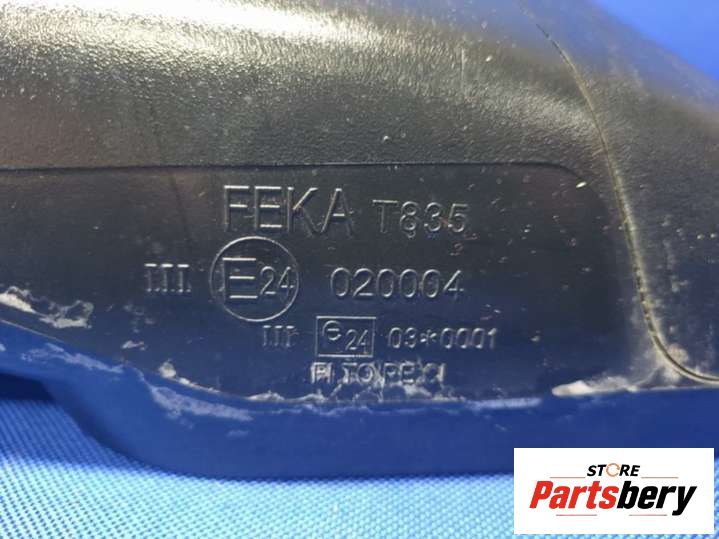 FEKA T835
III E24 020004
III e24 03*0001
STORE
Partsbery